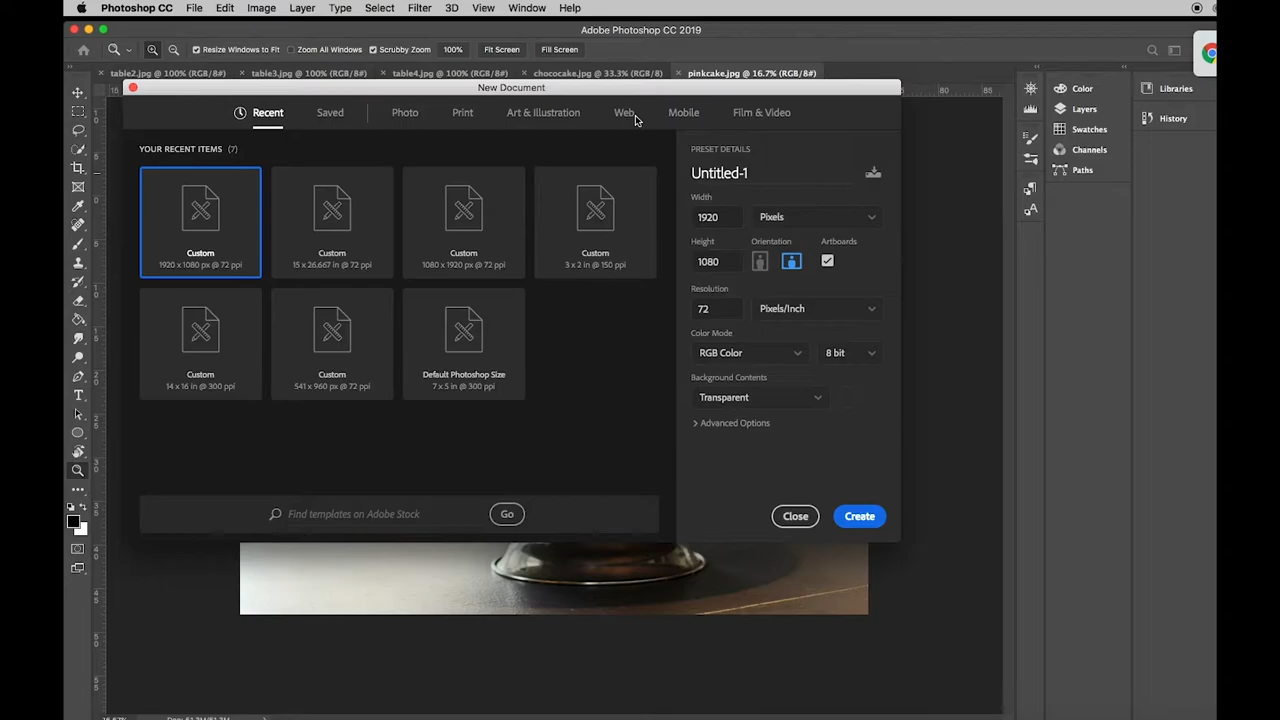 Photoshop CC File Edit Image Layer Type Select Filter 3D View Window Help
Adobe Photoshop CC 2019
Resize Windows to Fit Zoom All Windows Scrubby Zoom 100% Fit Screen Fill Screen
table2.jpg @ 100% (RGB/8#) table3.jpg @ 100% (RGB/8#) table4.jpg @ 100% (RGB/8#) chococake.jpg @ 33.3% (RGB/8) pinkcake.jpg @ 16.7% (RGB/8#)
New Document
Recent Saved Photo Print Art & Illustration Web Mobile Film & Video
YOUR RECENT ITEMS (7)
Custom
1920 x 1080 px @ 72 ppi
Custom
15 x 26.667 in @ 72 ppi
Custom
1080 x 1920 px @ 72 ppi
Custom
3 x 2 in @ 150 ppi
Custom
14 x 16 in @ 300 ppi
Custom
541 x 960 px @ 72 ppi
Default Photoshop Size
7 x 5 in @ 300 ppi
Find templates on Adobe Stock Go
PRESET DETAILS
Untitled-1
Width
1920 Pixels
Height Orientation Artboards
1080
Resolution
72 Pixels/Inch
Color Mode
RGB Color 8 bit
Background Contents
Transparent
Advanced Options
Close Create
Color
Layers
Swatches
Channels
Paths
Libraries
History
15 80 85